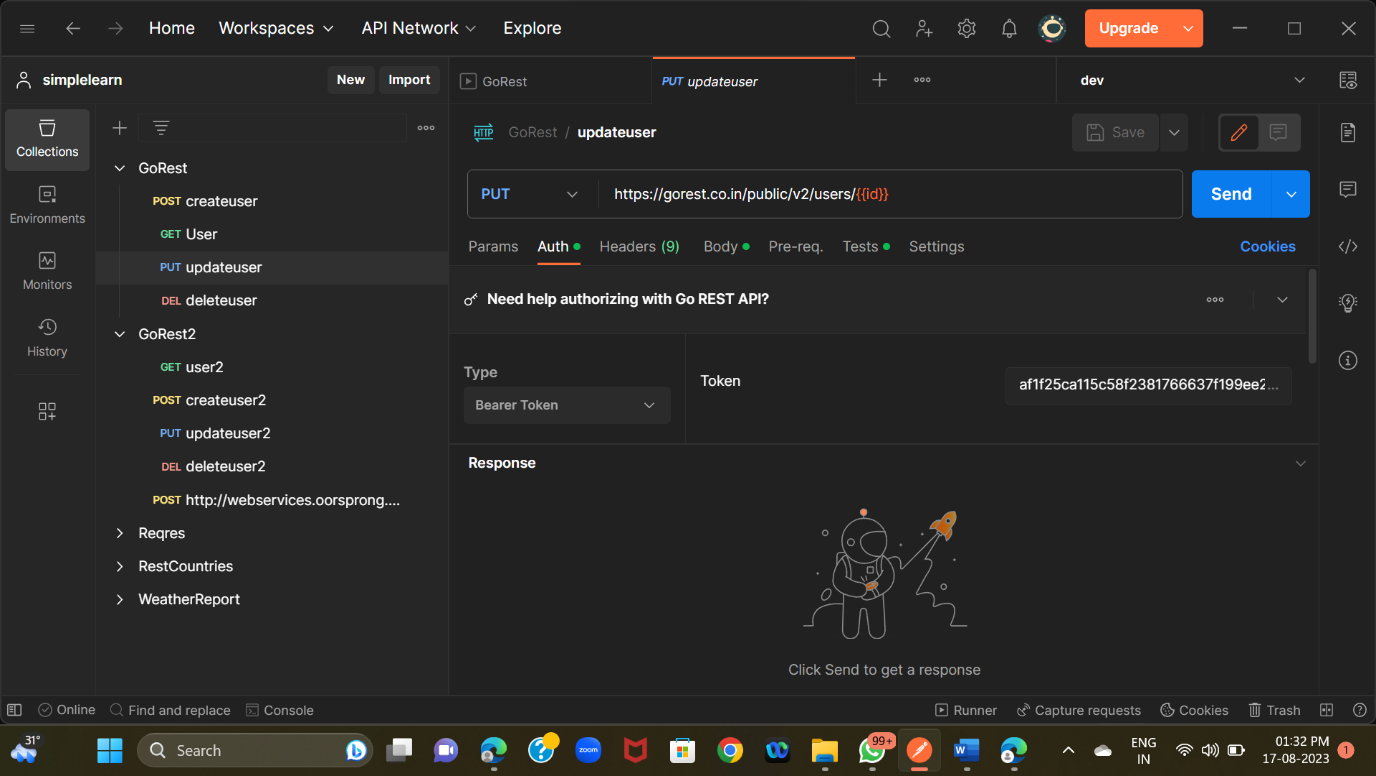 Home Workspaces API Network Explore Upgrade
simplelearn New Import GoRest PUT updateuser dev
HTTP GoRest / updateuser Save
Collections
Environments
Monitors
History
GoRest
POST createuser
GET User
PUT updateuser
DEL deleteuser
GoRest2
GET user2
POST createuser2
PUT updateuser2
DEL deleteuser2
POST http://webservices.oorsprong....
Reqres
RestCountries
WeatherReport
PUT https://gorest.co.in/public/v2/users/{{id}} Send
Params Auth Headers (9) Body Pre-req. Tests Settings Cookies
Need help authorizing with Go REST API?
Type
Bearer Token
Token af1f25ca115c58f2381766637f199ee2...
Response
Click Send to get a response
Online Find and replace Console Runner Capture requests Cookies Trash
31° Search zoom 99+ W ENG 01:32 PM 1
IN 17-08-2023